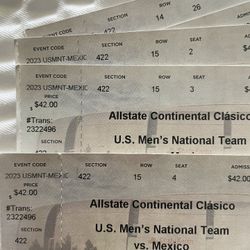 SECTION ROW SEAT
422 14 26
EVENT CODE SECTION ROW SEAT
2023 USMNT-MEXIC 422 15 2
EVENT CODE SECTION ROW SEAT
2023 USMNT-MEXIC 422 15 3
PRICE
$42.00
Allstate Continental Clásico
#Trans:
2322496
U.S. Men's National Team
EVENT CODE SECTION ROW SEAT ADMIS
2023 USMNT-MEXIC 422 15 4 $42.00
PRICE
$42.00
Allstate Continental Clásico
#Trans:
2322496
U.S. Men's National Team
SECTION
422
vs. Mexico